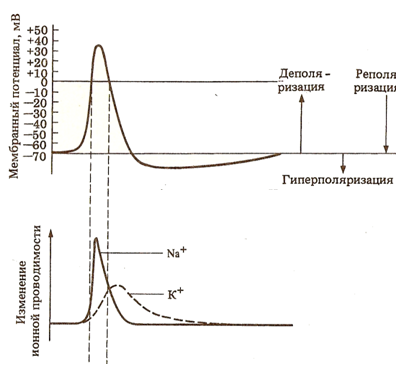 Мембранный потенциал, мВ
+50
+40
+30
+20
+10
0
−10
−20
−30
−40
−50
−60
−70
Деполя-
ризация
Реполя
ризация
Гиперполяризация
Изменение
ионной проводимости
Na+
K+